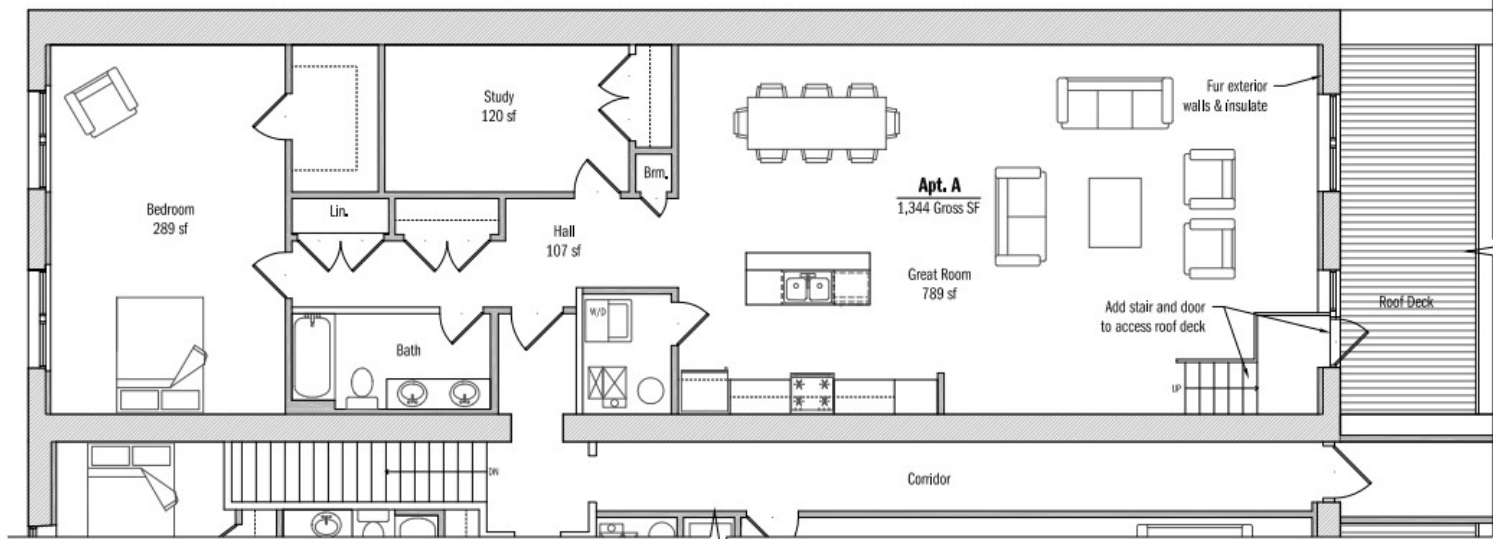 Study
120 sf
Fur exterior
walls & insulate
Brm.
Apt. A
1,344 Gross SF
Bedroom
289 sf
Lin.
Hall
107 sf
Great Room
789 sf
Roof Deck
Add stair and door
to access roof deck
W/D
Bath
UP
DN
Corridor